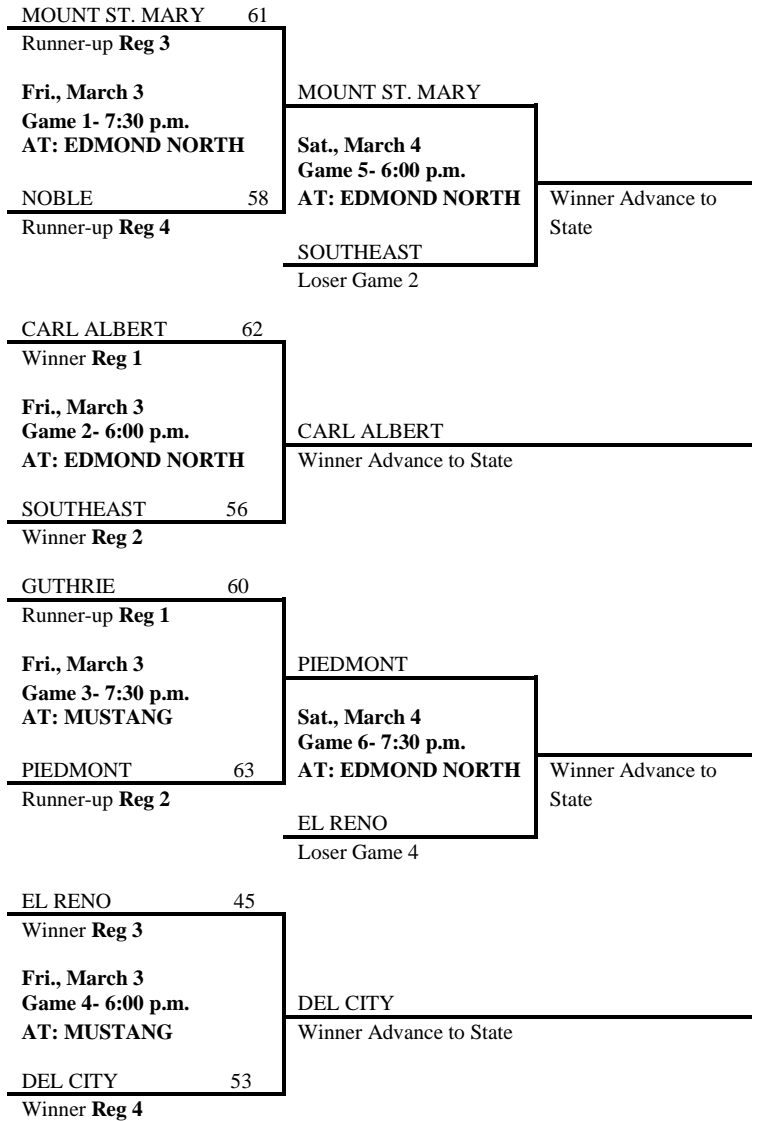 MOUNT ST. MARY 61
Runner-up Reg 3
Fri., March 3
Game 1- 7:30 p.m.
AT: EDMOND NORTH
NOBLE 58
Runner-up Reg 4
MOUNT ST. MARY
Sat., March 4
Game 5- 6:00 p.m.
AT: EDMOND NORTH
SOUTHEAST
Loser Game 2
Winner Advance to
State
CARL ALBERT 62
Winner Reg 1
Fri., March 3
Game 2- 6:00 p.m.
AT: EDMOND NORTH
SOUTHEAST 56
Winner Reg 2
CARL ALBERT
Winner Advance to State
GUTHRIE 60
Runner-up Reg 1
Fri., March 3
Game 3- 7:30 p.m.
AT: MUSTANG
PIEDMONT 63
Runner-up Reg 2
PIEDMONT
Sat., March 4
Game 6- 7:30 p.m.
AT: EDMOND NORTH
EL RENO
Loser Game 4
Winner Advance to
State
EL RENO 45
Winner Reg 3
Fri., March 3
Game 4- 6:00 p.m.
AT: MUSTANG
DEL CITY 53
Winner Reg 4
DEL CITY
Winner Advance to State